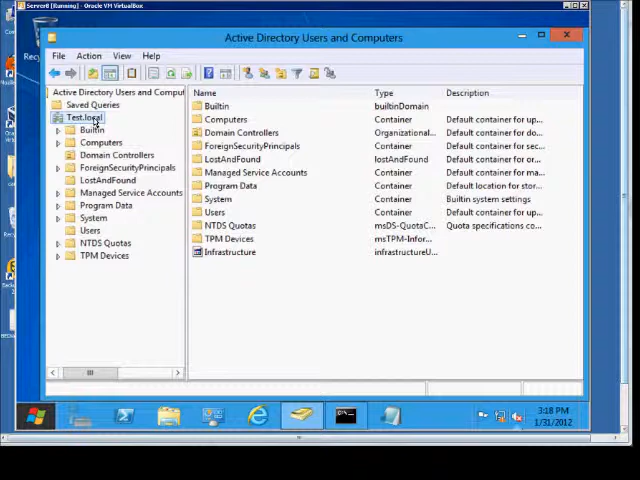 Server8 [Running] - Oracle VM VirtualBox
Active Directory Users and Computers
File Action View Help
Active Directory Users and Comput
Saved Queries
Test.local
Builtin
Computers
Domain Controllers
ForeignSecurityPrincipals
LostAndFound
Managed Service Accounts
Program Data
System
Users
NTDS Quotas
TPM Devices
Name Type Description
Builtin builtinDomain
Computers Container Default container for up...
Domain Controllers Organizational... Default container for do...
ForeignSecurityPrincipals Container Default container for sec...
LostAndFound lostAndFound Default container for or...
Managed Service Accounts Container Default container for ma...
Program Data Container Default location for stor...
System Container Builtin system settings
Users Container Default container for up...
NTDS Quotas msDS-QuotaC... Quota specifications co...
TPM Devices msTPM-Infor...
Infrastructure infrastructureU...
3:18 PM
1/31/2012